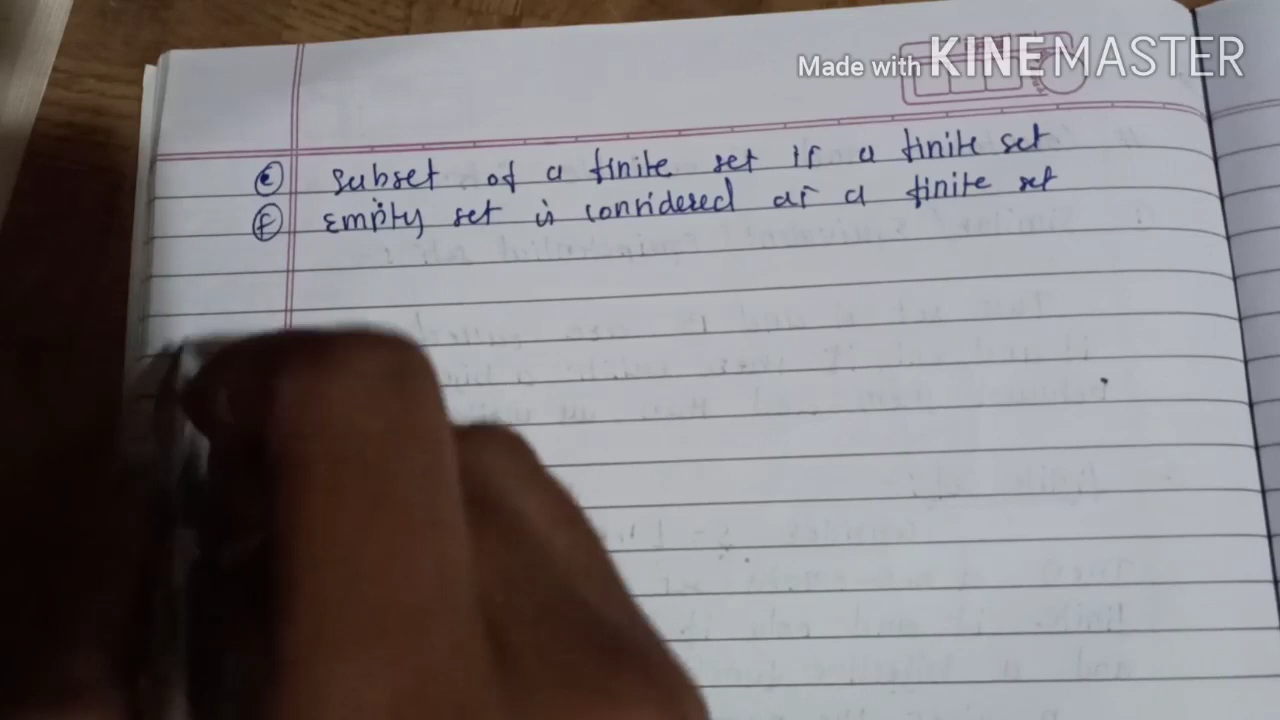 Made with KINEMASTER
(e) subset of a finite set is a finite set
(f) Empty set is considered as a finite set